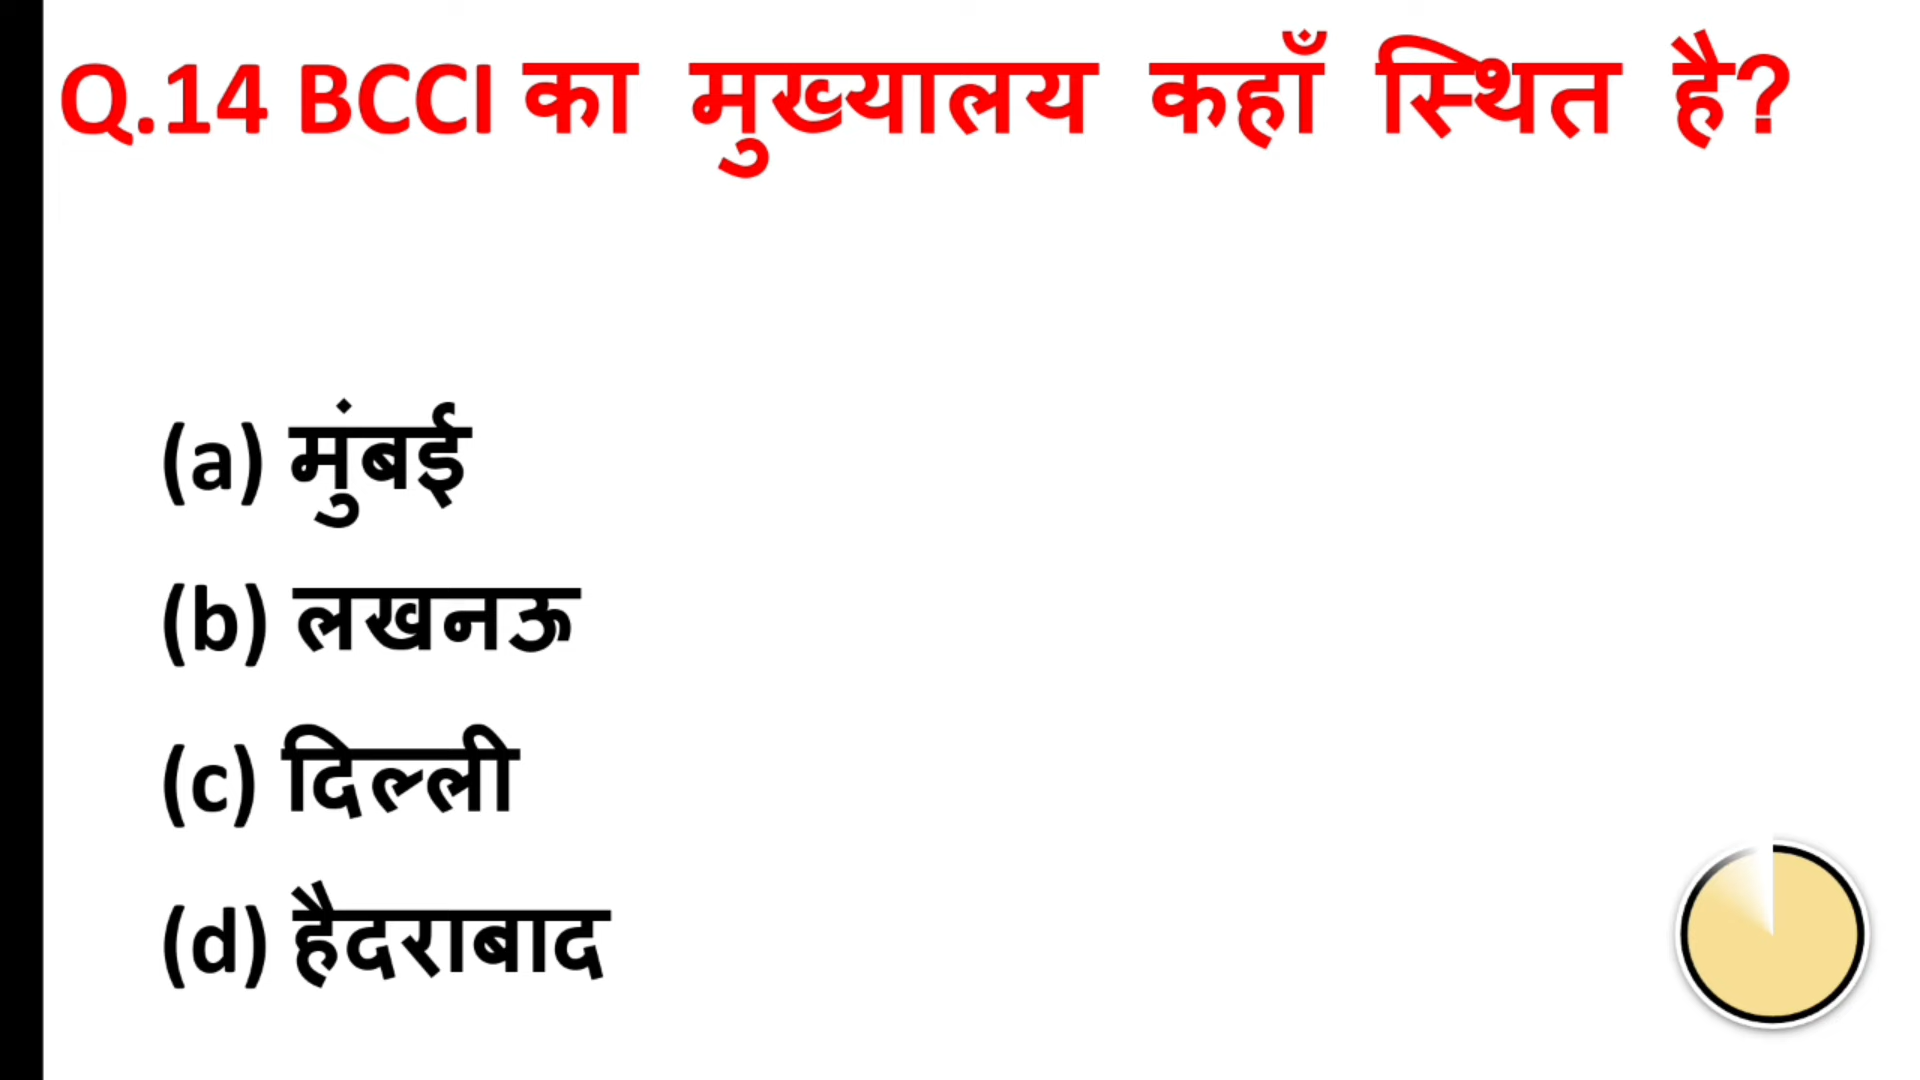 Q.14 BCCI का मुख्यालय कहाँ स्थित है?
(a) मुंबई
(b) लखनऊ
(c) दिल्ली
(d) हैदराबाद